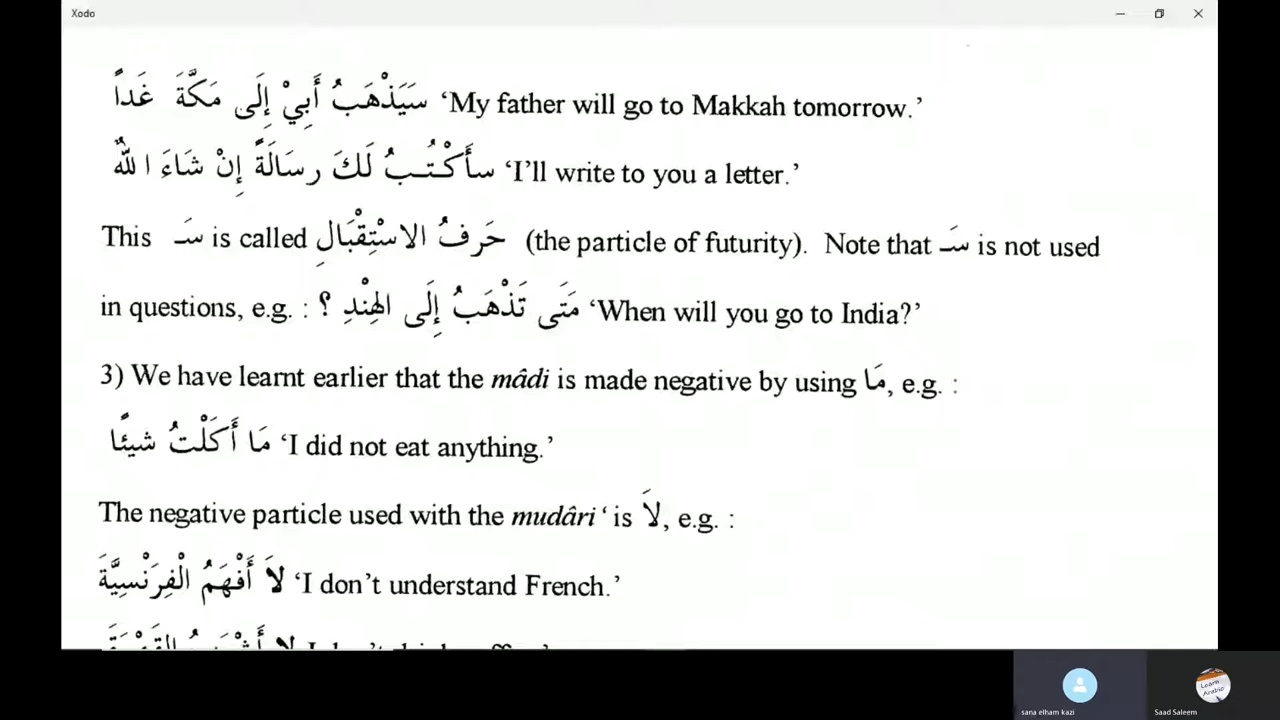 Xodo
سَيَذْهَبُ أَبِيْ إِلَى مَكَّةَ غَداً ‘My father will go to Makkah tomorrow.’
سأَكْتُبُ لَكَ رِسَالَةً إِنْ شَاءَ اللهُ ‘I’ll write to you a letter.’
This سَـ is called حَرفُ الاسْتِقْبَالِ (the particle of futurity). Note that سَـ is not used
in questions, e.g. : مَتَى تَذْهَبُ إِلَى الهِنْدِ ؟ ‘When will you go to India?’
3) We have learnt earlier that the mâdi is made negative by using مَا, e.g. :
مَا أَكَلْتُ شيئًا ‘I did not eat anything.’
The negative particle used with the mudâri‘ is لاَ, e.g. :
لاَ أَفْهَمُ الْفِرَنْسِيَّةَ ‘I don’t understand French.’
sana elham kazi
Learn Arabic
Saad Saleem